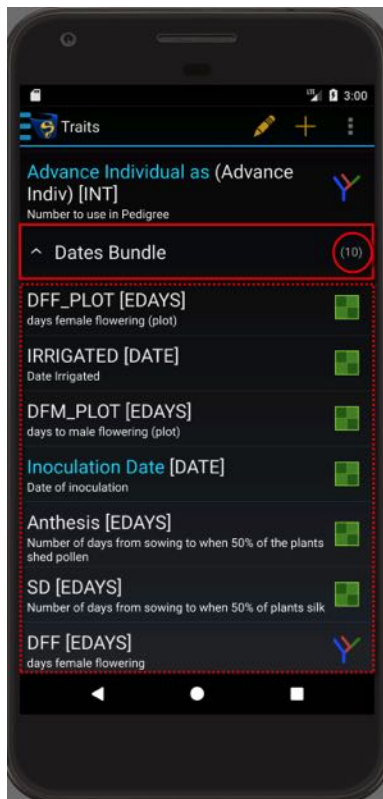 LTE 3:00
Traits
Advance Individual as (Advance
Indiv) [INT]
Number to use in Pedigree
Dates Bundle (10)
DFF_PLOT [EDAYS]
days female flowering (plot)
IRRIGATED [DATE]
Date Irrigated
DFM_PLOT [EDAYS]
days to male flowering (plot)
Inoculation Date [DATE]
Date of inoculation
Anthesis [EDAYS]
Number of days from sowing to when 50% of the plants
shed pollen
SD [EDAYS]
Number of days from sowing to when 50% of plants silk
DFF [EDAYS]
days female flowering